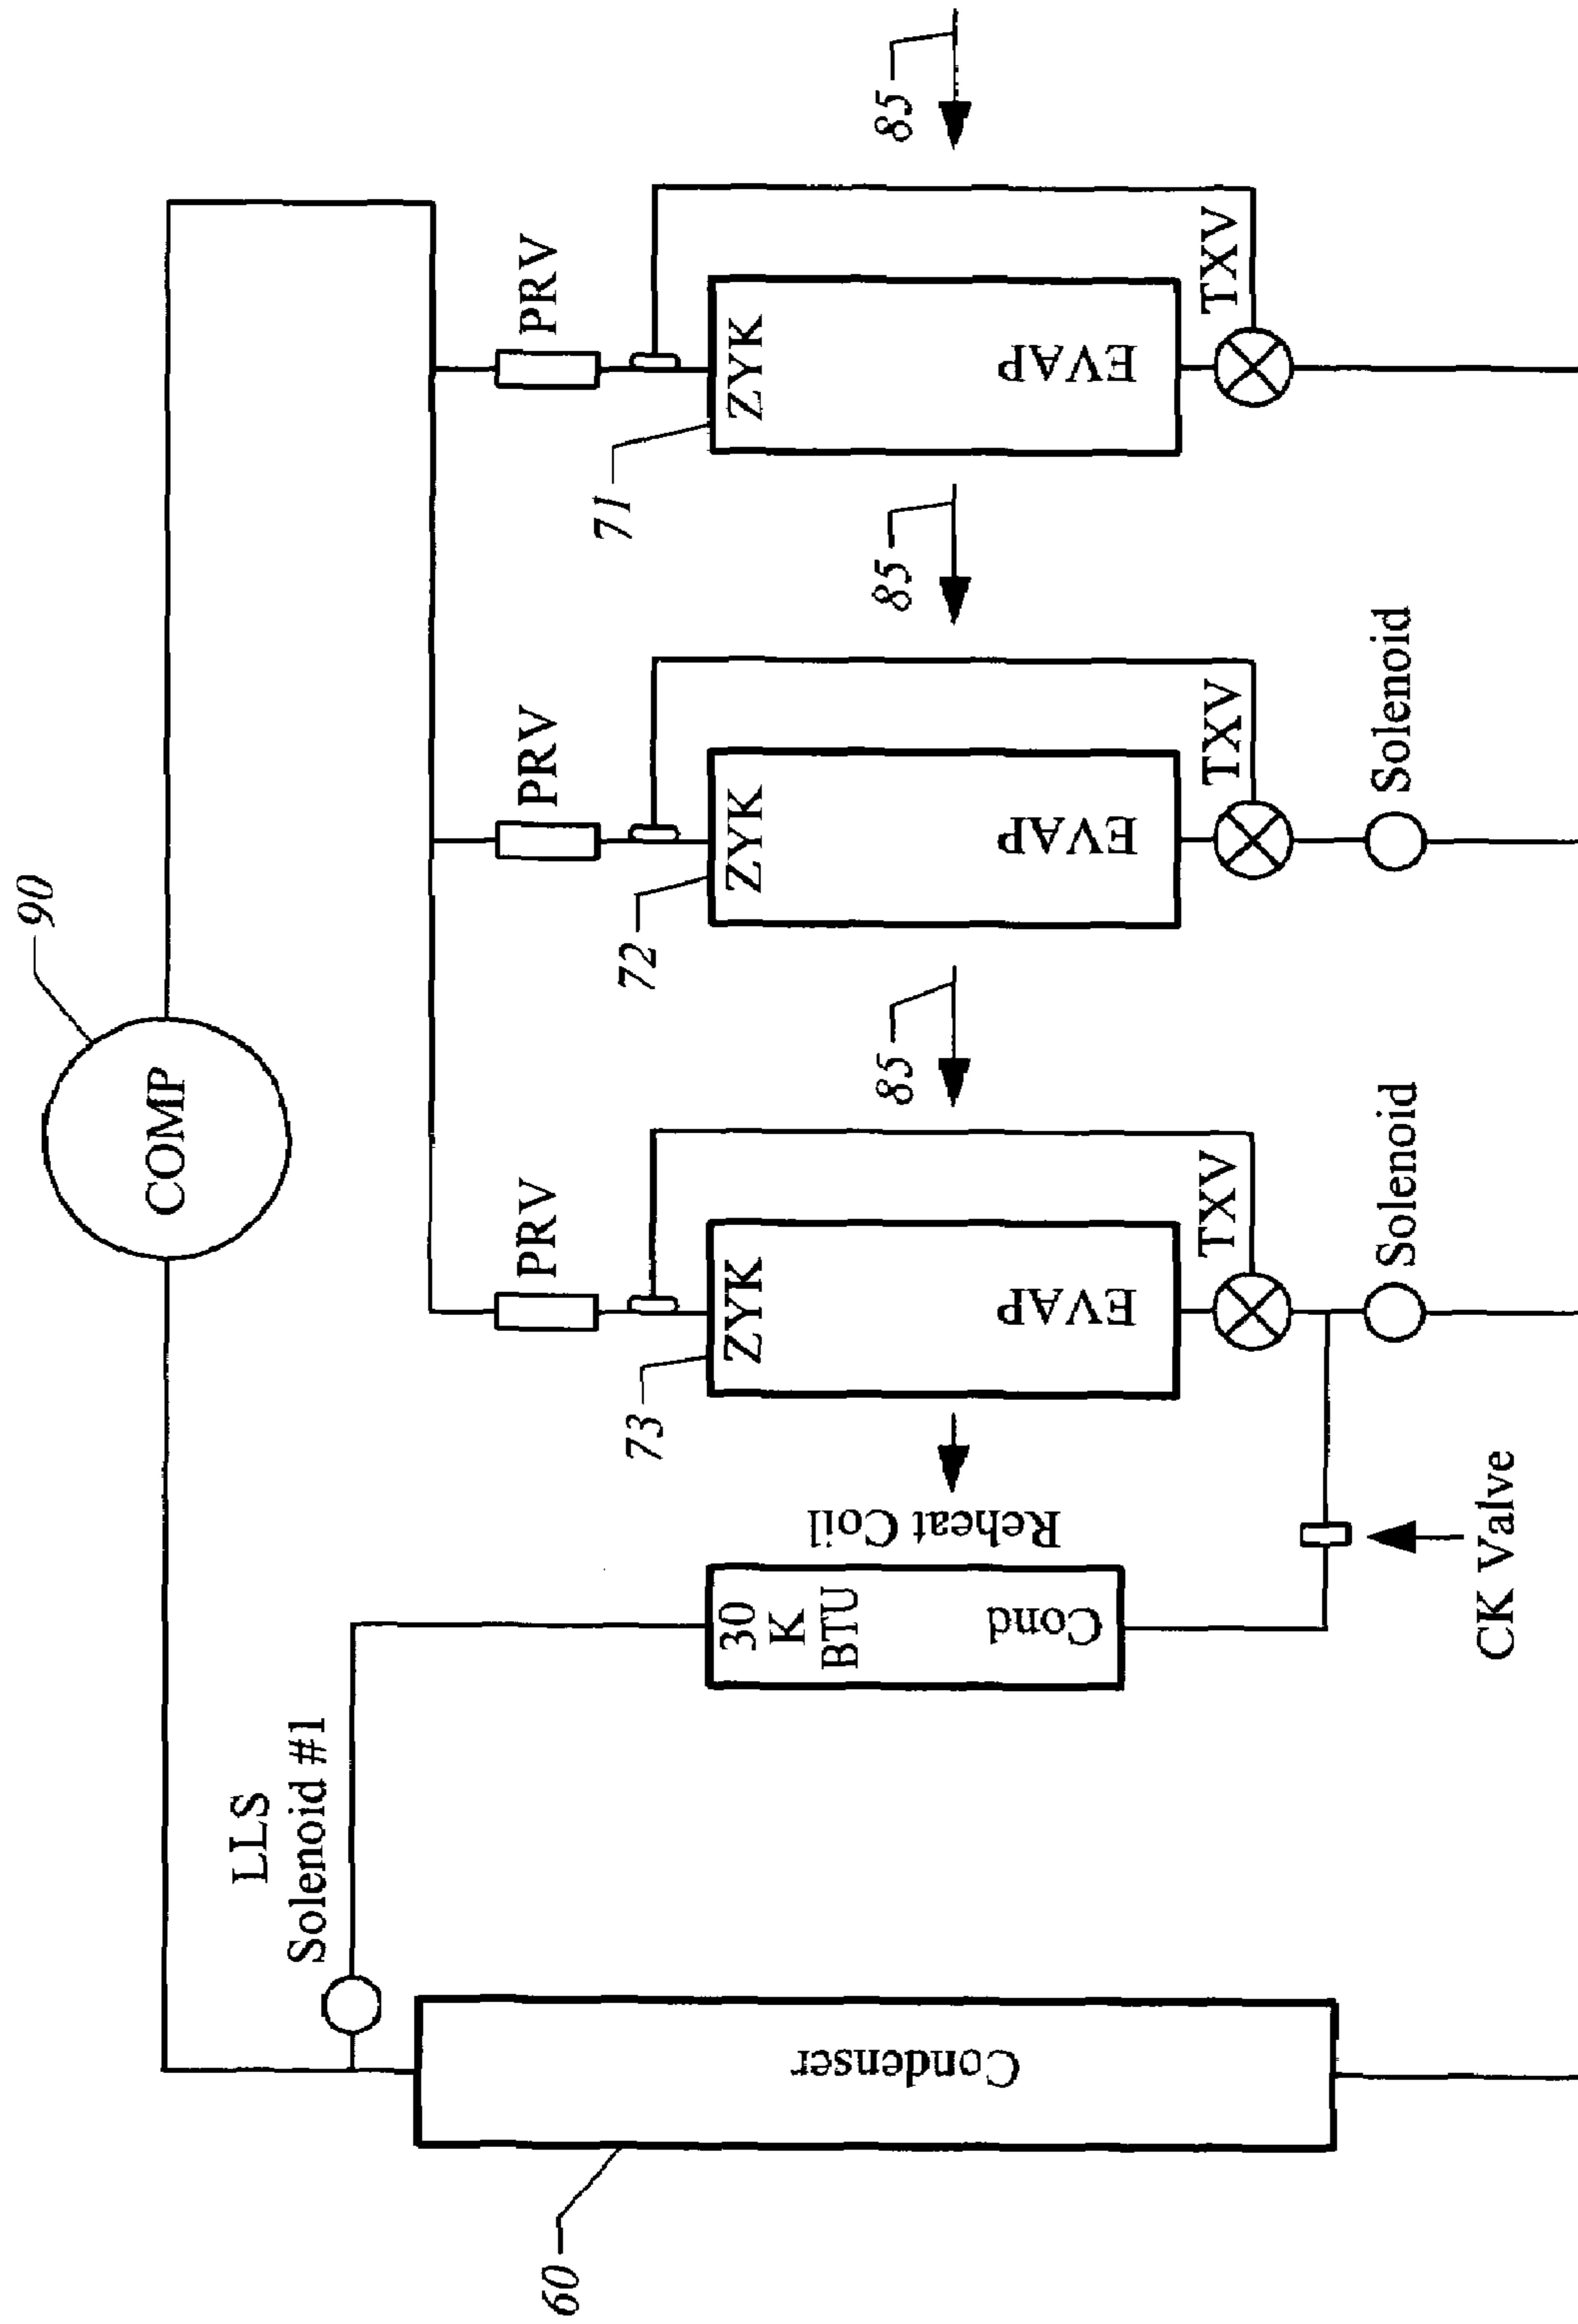 90
COMP
LLS
Solenoid #1
PRV
PRV
PRV
60
Condenser
30
K
BTU
Cond
Reheat Coil
73
ZYK
EVAP
85
72
ZYK
EVAP
85
71
ZYK
EVAP
85
TXV
TXV
TXV
CK Valve
Solenoid
Solenoid